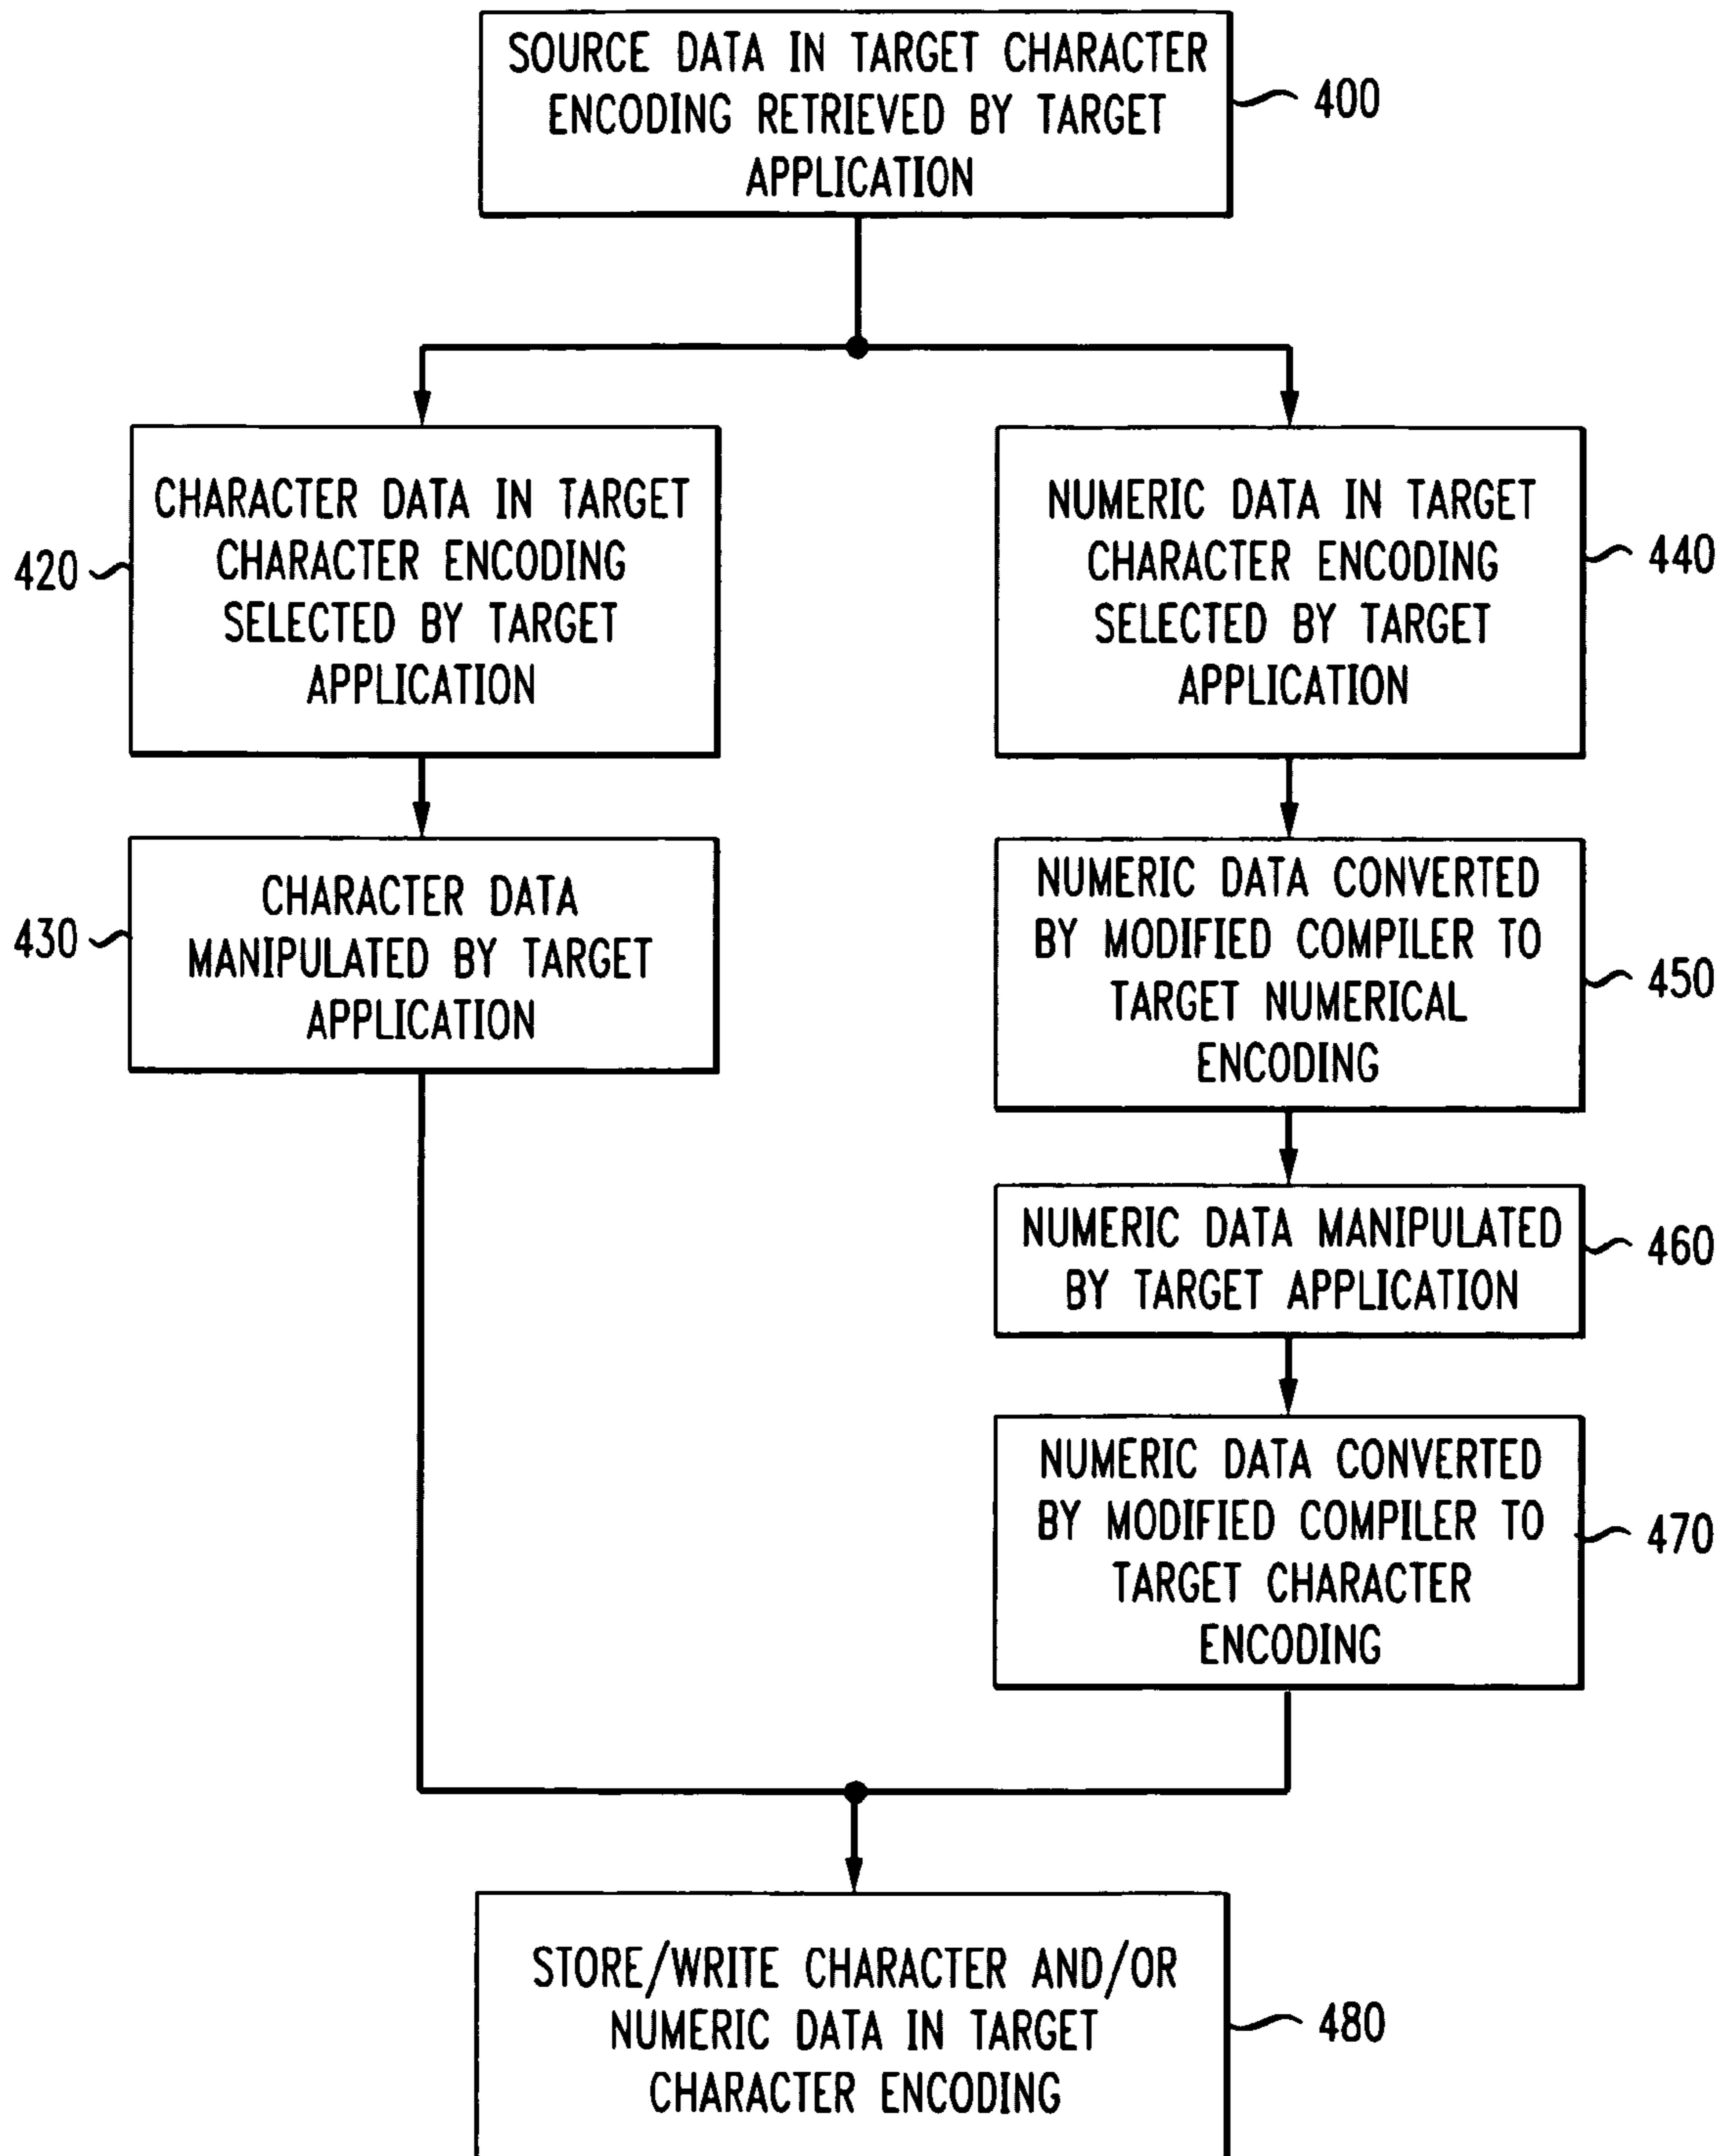 SOURCE DATA IN TARGET CHARACTER
ENCODING RETRIEVED BY TARGET
APPLICATION
400
CHARACTER DATA IN TARGET
CHARACTER ENCODING
SELECTED BY TARGET
APPLICATION
420
NUMERIC DATA IN TARGET
CHARACTER ENCODING
SELECTED BY TARGET
APPLICATION
440
CHARACTER DATA
MANIPULATED BY TARGET
APPLICATION
430
NUMERIC DATA CONVERTED
BY MODIFIED COMPILER TO
TARGET NUMERICAL
ENCODING
450
NUMERIC DATA MANIPULATED
BY TARGET APPLICATION
460
NUMERIC DATA CONVERTED
BY MODIFIED COMPILER TO
TARGET CHARACTER
ENCODING
470
STORE/WRITE CHARACTER AND/OR
NUMERIC DATA IN TARGET
CHARACTER ENCODING
480